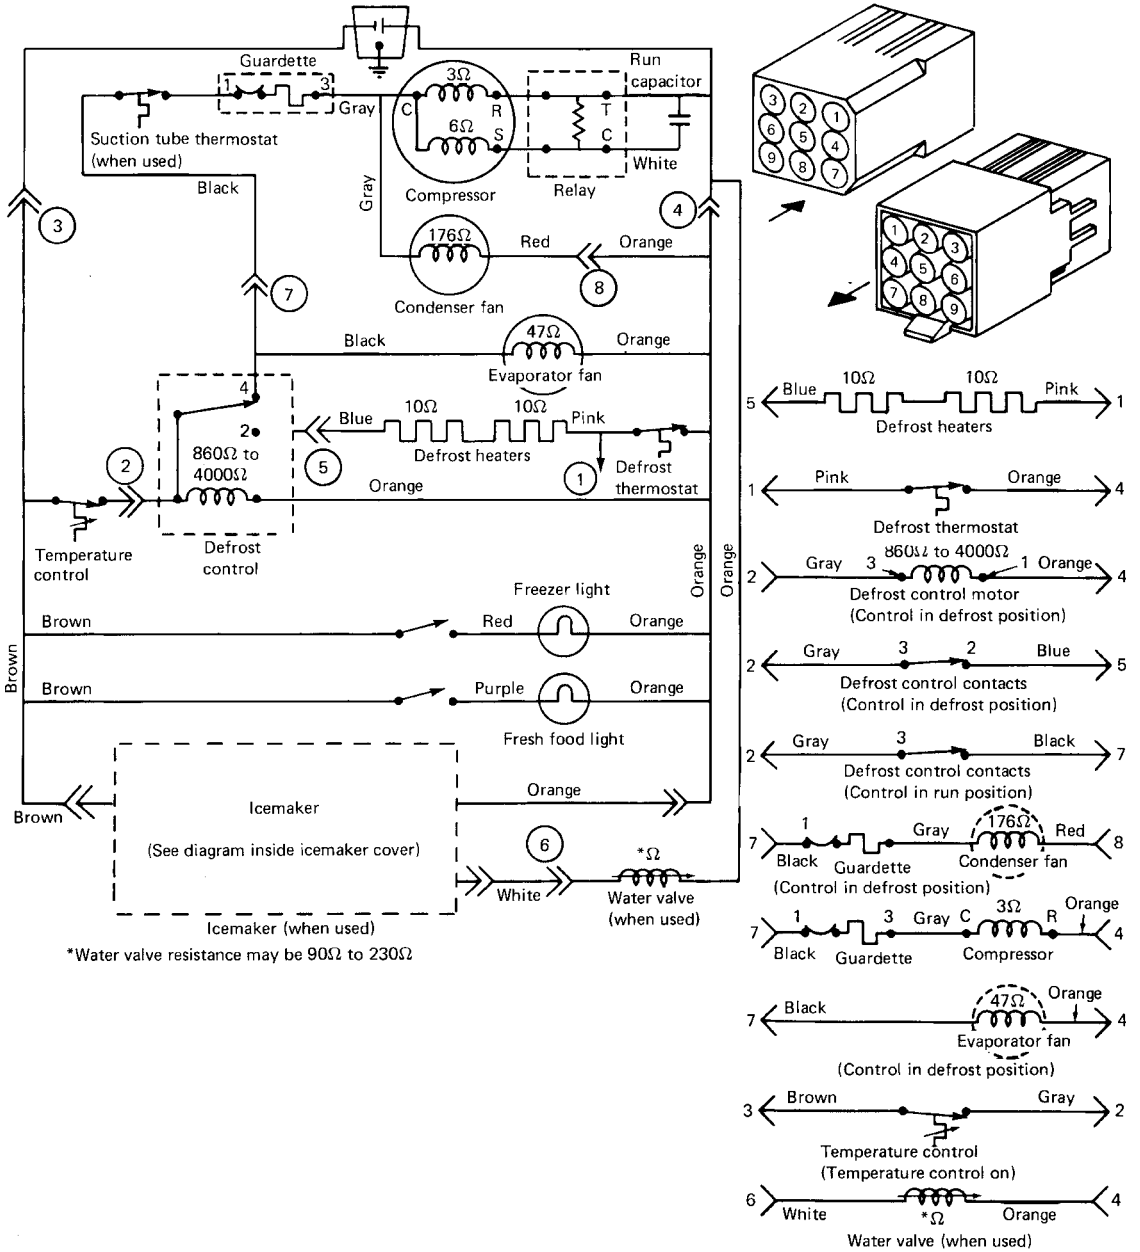 Guardette
1
3
Gray
3Ω
C
R
6Ω
S
Compressor
Run
capacitor
T
C
White
Relay
Suction tube thermostat
(when used)
Black
Gray
3
4
7
176Ω
Red
Orange
8
Condenser fan
Black
47Ω
Orange
Evaporator fan
4
2
860Ω to
4000Ω
2
Defrost
control
Temperature
control
5
Blue
10Ω
10Ω
Pink
Defrost heaters
1
Defrost
thermostat
Orange
Orange
Orange
Brown
Freezer light
Brown
Red
Orange
Brown
Purple
Orange
Fresh food light
Brown
Icemaker
(See diagram inside icemaker cover)
Orange
6
White
*Ω
Water valve
(when used)
Icemaker (when used)
*Water valve resistance may be 90Ω to 230Ω
3 2 1
6 5 4
9 8 7
1 2 3
4 5 6
7 8 9
5 Blue 10Ω 10Ω Pink 1
Defrost heaters
1 Pink Orange 4
Defrost thermostat
860Ω to 4000Ω
2 Gray 3 1 Orange 4
Defrost control motor
(Control in defrost position)
2 Gray 3 2 Blue 5
Defrost control contacts
(Control in defrost position)
2 Gray 3 Black 7
Defrost control contacts
(Control in run position)
7 1 Gray 176Ω Red 8
Black Guardette Condenser fan
(Control in defrost position)
7 1 3 Gray C 3Ω R Orange 4
Black Guardette Compressor
7 Black 47Ω Orange 4
Evaporator fan
(Control in defrost position)
3 Brown Gray 2
Temperature control
(Temperature control on)
6 White *Ω Orange 4
Water valve (when used)